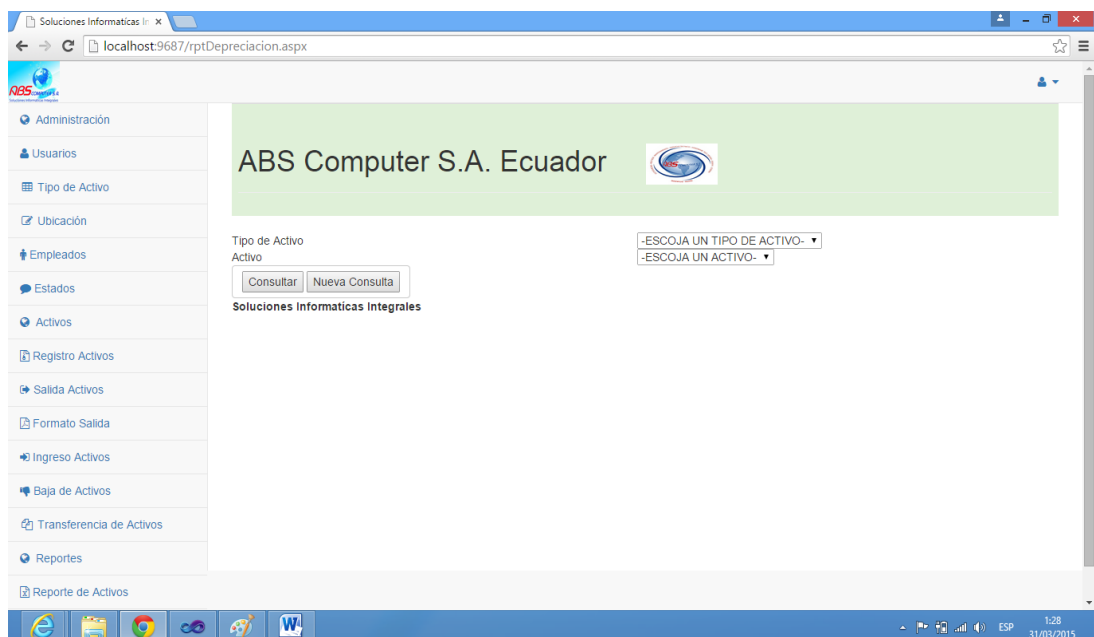 Soluciones Informaticas In
localhost:9687/rptDepreciacion.aspx
ABS
Administración
Usuarios
Tipo de Activo
Ubicación
Empleados
Estados
Activos
Registro Activos
Salida Activos
Formato Salida
Ingreso Activos
Baja de Activos
Transferencia de Activos
Reportes
Reporte de Activos
ABS Computer S.A. Ecuador
Tipo de Activo -ESCOJA UN TIPO DE ACTIVO-
Activo -ESCOJA UN ACTIVO-
Consultar Nueva Consulta
Soluciones Informaticas Integrales
ESP 1:28
31/03/2015